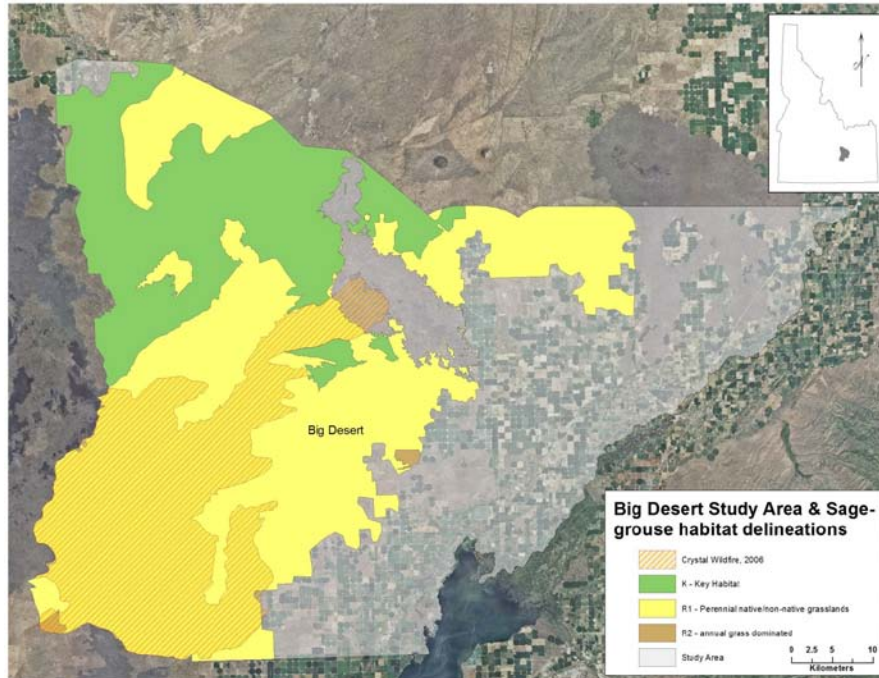 Big Desert
Big Desert Study Area & Sage-
grouse habitat delineations
Crystal Wildfire, 2006
K - Key Habitat
R1 - Perennial native/non-native grasslands
R2 - annual grass dominated
Study Area
0 2.5 5 10
Kilometers